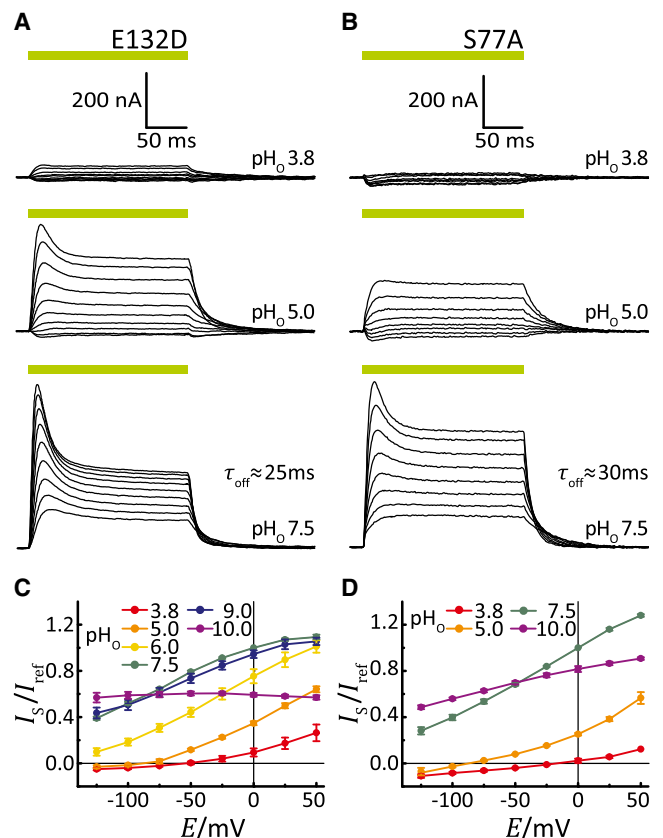 A
E132D
200 nA
50 ms
pHO 3.8
pHO 5.0
τoff≈25ms
pHO 7.5
B
S77A
200 nA
50 ms
pHO 3.8
pHO 5.0
τoff≈30ms
pHO 7.5
C
IS/Iref
1.2
0.8
0.4
0.0
pHO
3.8
5.0
6.0
7.5
9.0
10.0
-100
-50
0
50
E/mV
D
IS/Iref
1.2
0.8
0.4
0.0
pHO
3.8
5.0
7.5
10.0
-100
-50
0
50
E/mV